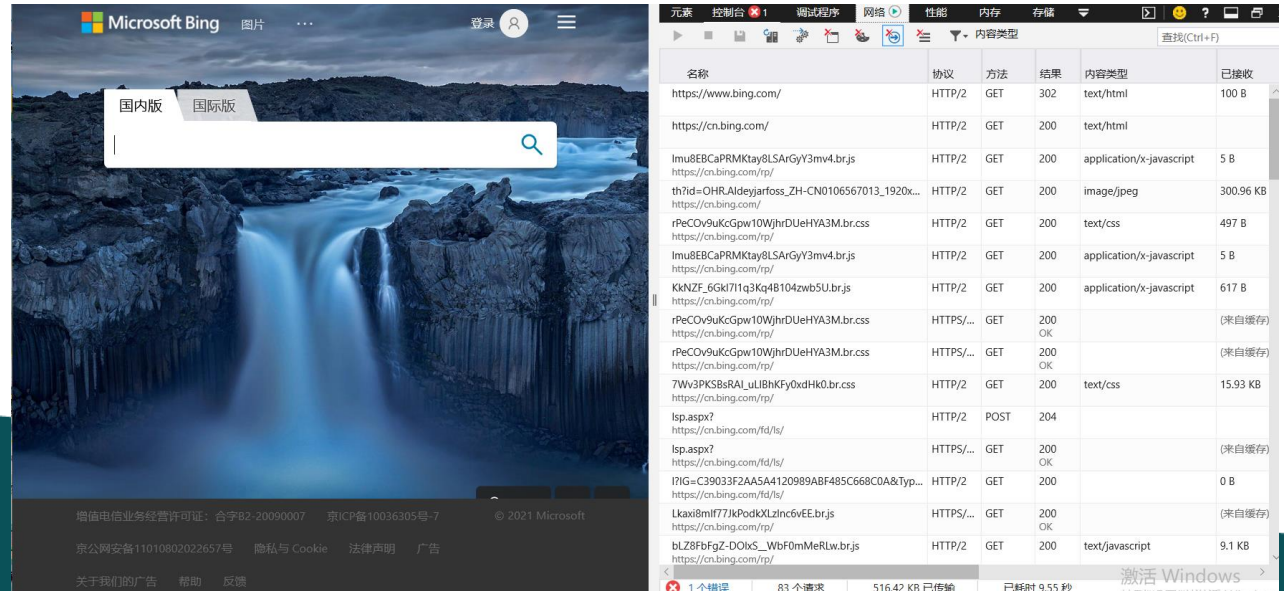 Microsoft Bing 图片 ··· 登录
国内版 国际版
增值电信业务经营许可证：合字B2-20090007 京ICP备10036305号-7 © 2021 Microsoft
京公网安备11010802022657号 隐私与 Cookie 法律声明 广告
关于我们的广告 帮助 反馈
元素 控制台 1 调试程序 网络 性能 内存 存储 ?
内容类型 查找(Ctrl+F)
名称 协议 方法 结果 内容类型 已接收
https://www.bing.com/ HTTP/2 GET 302 text/html 100 B
https://cn.bing.com/ HTTP/2 GET 200 text/html
Imu8EBCaPRMKtay8LSArGyY3mv4.br.js HTTP/2 GET 200 application/x-javascript 5 B
https://cn.bing.com/rp/
th?id=OHR.Aldeyjarfoss_ZH-CN0106567013_1920x... HTTP/2 GET 200 image/jpeg 300.96 KB
https://cn.bing.com/
rPeCOv9uKcGpw10WjhrDUeHYA3M.br.css HTTP/2 GET 200 text/css 497 B
https://cn.bing.com/rp/
Imu8EBCaPRMKtay8LSArGyY3mv4.br.js HTTP/2 GET 200 application/x-javascript 5 B
https://cn.bing.com/rp/
KkNZF_6GkI7l1q3Kq4B104zwb5U.br.js HTTP/2 GET 200 application/x-javascript 617 B
https://cn.bing.com/rp/
rPeCOv9uKcGpw10WjhrDUeHYA3M.br.css HTTPS/... GET 200 (来自缓存)
https://cn.bing.com/rp/ OK
rPeCOv9uKcGpw10WjhrDUeHYA3M.br.css HTTPS/... GET 200 (来自缓存)
https://cn.bing.com/rp/ OK
7Wv3PKSBsRAI_uLlBhKFy0xdHk0.br.css HTTP/2 GET 200 text/css 15.93 KB
https://cn.bing.com/rp/
lsp.aspx? HTTP/2 POST 204
https://cn.bing.com/fd/ls/
lsp.aspx? HTTPS/... GET 200 (来自缓存)
https://cn.bing.com/fd/ls/ OK
l?IG=C39033F2AA5A4120989ABF485C668C0A&Typ... HTTP/2 GET 200 0 B
https://cn.bing.com/fd/ls/
Lkaxi8mlf77JkPodkXLzlnc6vEE.br.js HTTPS/... GET 200 (来自缓存)
https://cn.bing.com/rp/ OK
bLZ8FbFgZ-DOlxS__WbF0mMeRLw.br.js HTTP/2 GET 200 text/javascript 9.1 KB
https://cn.bing.com/rp/
1 个错误 83 个请求 516.42 KB 已传输 已耗时 9.55 秒
激活 Windows